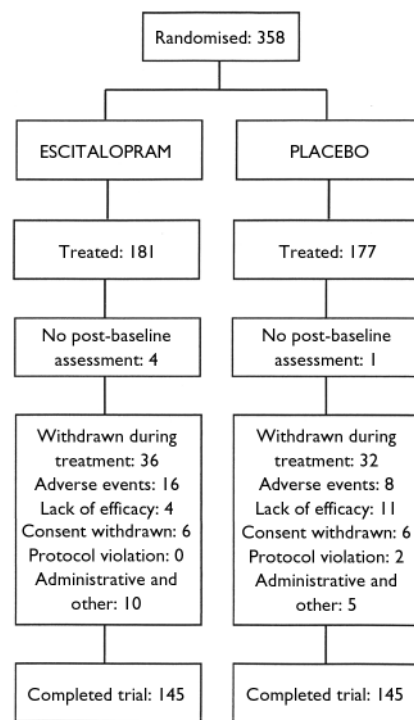 Randomised: 358
ESCITALOPRAM
PLACEBO
Treated: 181
Treated: 177
No post-baseline
assessment: 4
No post-baseline
assessment: 1
Withdrawn during
treatment: 36
Adverse events: 16
Lack of efficacy: 4
Consent withdrawn: 6
Protocol violation: 0
Administrative and
other: 10
Withdrawn during
treatment: 32
Adverse events: 8
Lack of efficacy: 11
Consent withdrawn: 6
Protocol violation: 2
Administrative and
other: 5
Completed trial: 145
Completed trial: 145